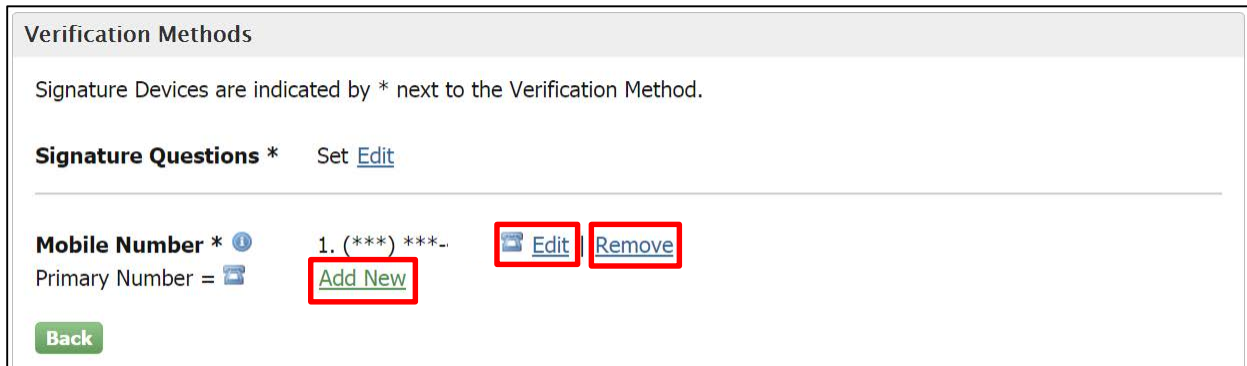 Verification Methods
Signature Devices are indicated by * next to the Verification Method.
Signature Questions * Set Edit
Mobile Number * 1. (***) ***- Edit | Remove
Primary Number = Add New
Back